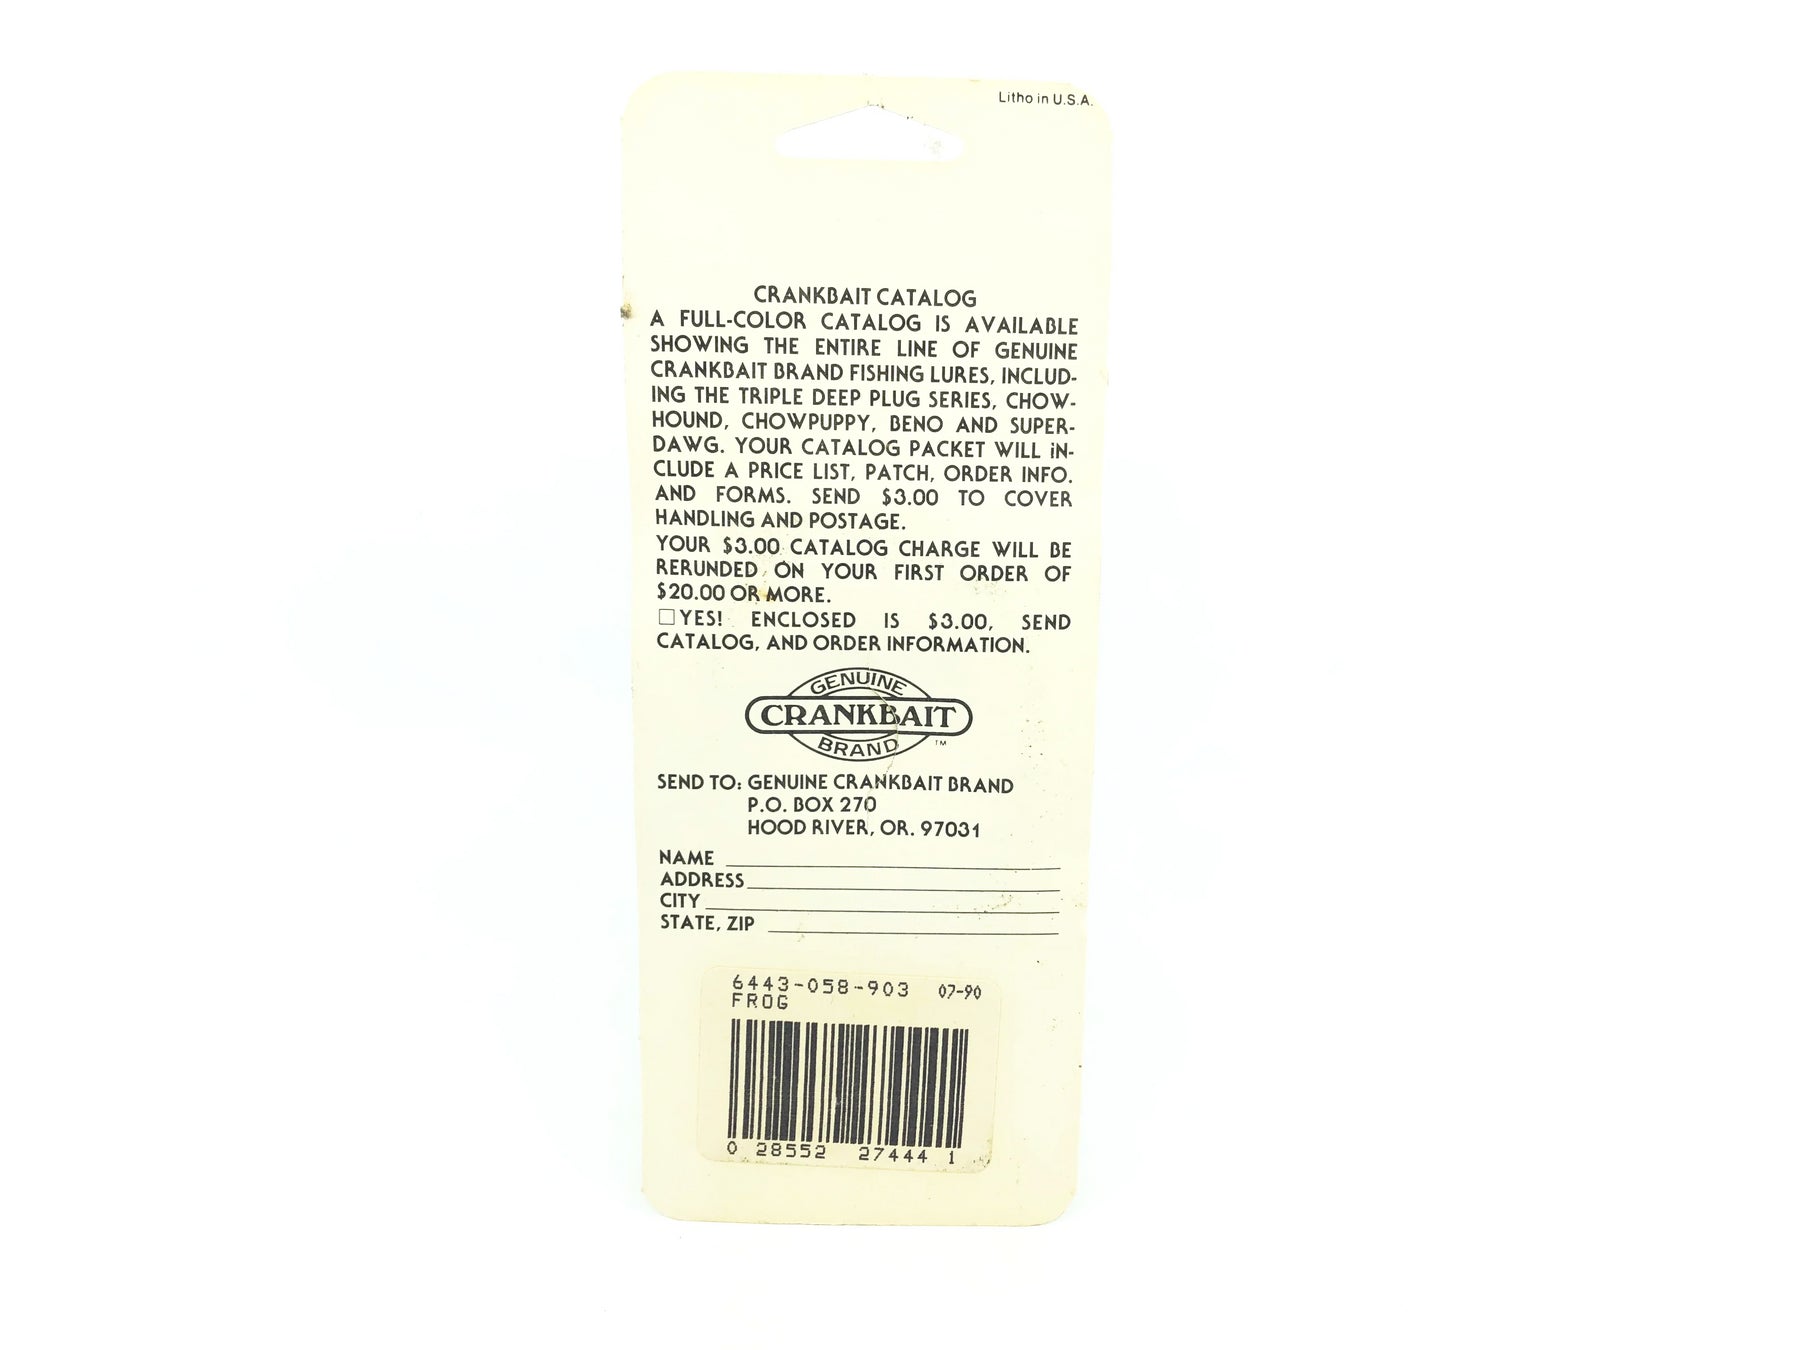 Litho in U.S.A.
CRANKBAIT CATALOG
A FULL-COLOR CATALOG IS AVAILABLE
SHOWING THE ENTIRE LINE OF GENUINE
CRANKBAIT BRAND FISHING LURES, INCLUD-
ING THE TRIPLE DEEP PLUG SERIES, CHOW-
HOUND, CHOWPUPPY, BENO AND SUPER-
DAWG. YOUR CATALOG PACKET WILL iN-
CLUDE A PRICE LIST, PATCH, ORDER INFO.
AND FORMS. SEND $3.00 TO COVER
HANDLING AND POSTAGE.
YOUR $3.00 CATALOG CHARGE WILL BE
RERUNDED ON YOUR FIRST ORDER OF
$20.00 OR MORE.
☐ YES! ENCLOSED IS $3.00, SEND
CATALOG, AND ORDER INFORMATION.
GENUINE
CRANKBAIT
BRAND ™
SEND TO: GENUINE CRANKBAIT BRAND
P.O. BOX 270
HOOD RIVER, OR. 97031
NAME
ADDRESS
CITY
STATE, ZIP
6443-058-903 07-90
FROG
0 28552 27444 1